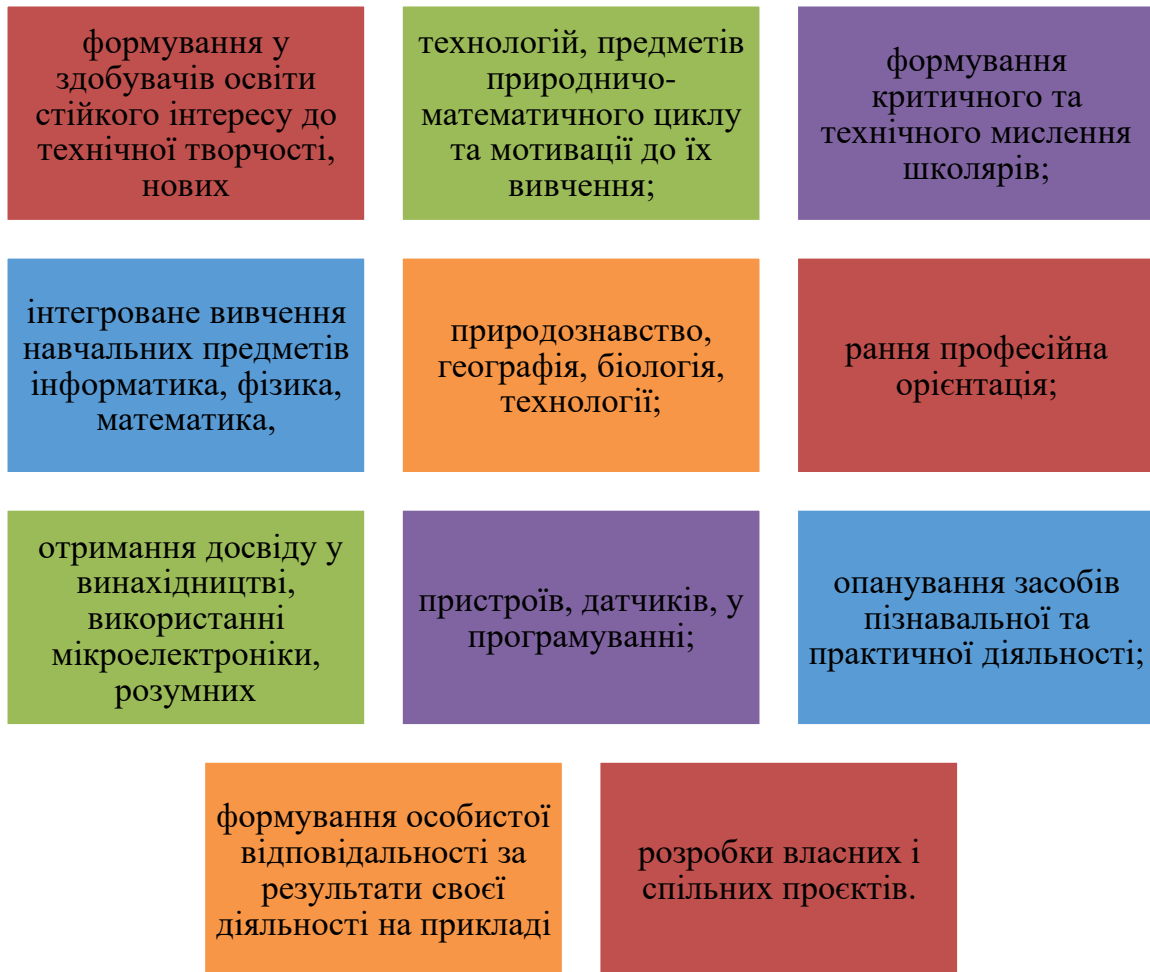 формування у
здобувачів освіти
стійкого інтересу до
технічної творчості,
нових
технологій, предметів
природничо-
математичного циклу
та мотивації до їх
вивчення;
формування
критичного та
технічного мислення
школярів;
інтегроване вивчення
навчальних предметів
інформатика, фізика,
математика,
природознавство,
географія, біологія,
технології;
рання професійна
орієнтація;
отримання досвіду у
винахідництві,
використанні
мікроелектроніки,
розумних
пристроїв, датчиків, у
програмуванні;
опанування засобів
пізнавальної та
практичної діяльності;
формування особистої
відповідальності за
результати своєї
діяльності на прикладі
розробки власних і
спільних проєктів.